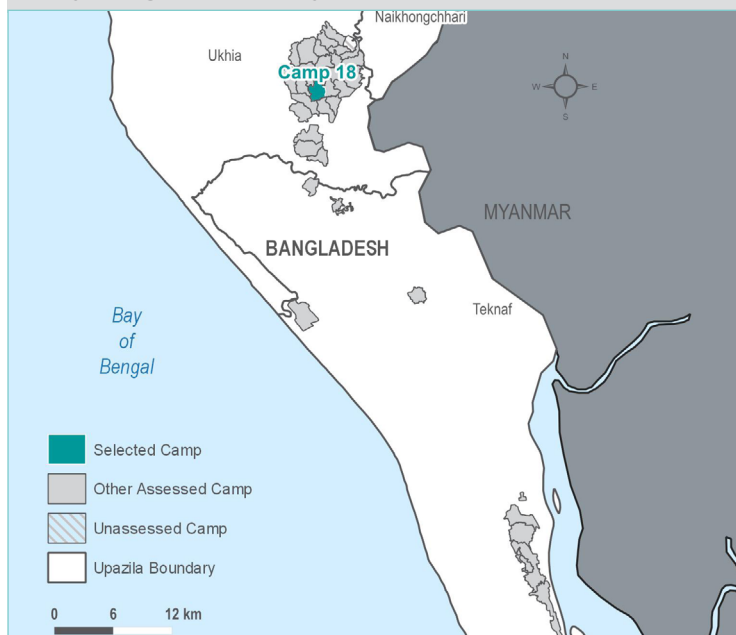 Naikhongchhari
Ukhia
Camp 18
N
W E
S
MYANMAR
BANGLADESH
Teknaf
Bay
of
Bengal
Selected Camp
Other Assessed Camp
Unassessed Camp
Upazila Boundary
0 6 12 km